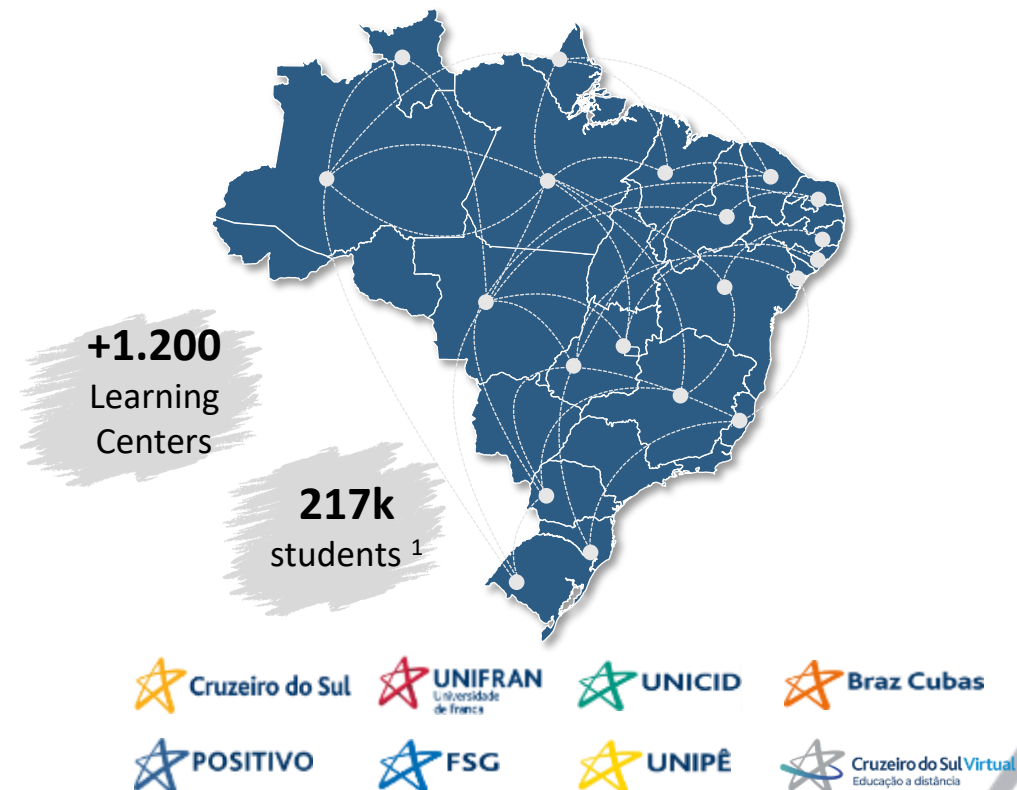 +1.200
Learning
Centers
217k
students 1
Cruzeiro do Sul
UNIFRAN
Universidade
de Franca
UNICID
Braz Cubas
POSITIVO
FSG
UNIPÊ
Cruzeiro do Sul Virtual
Educação a distância